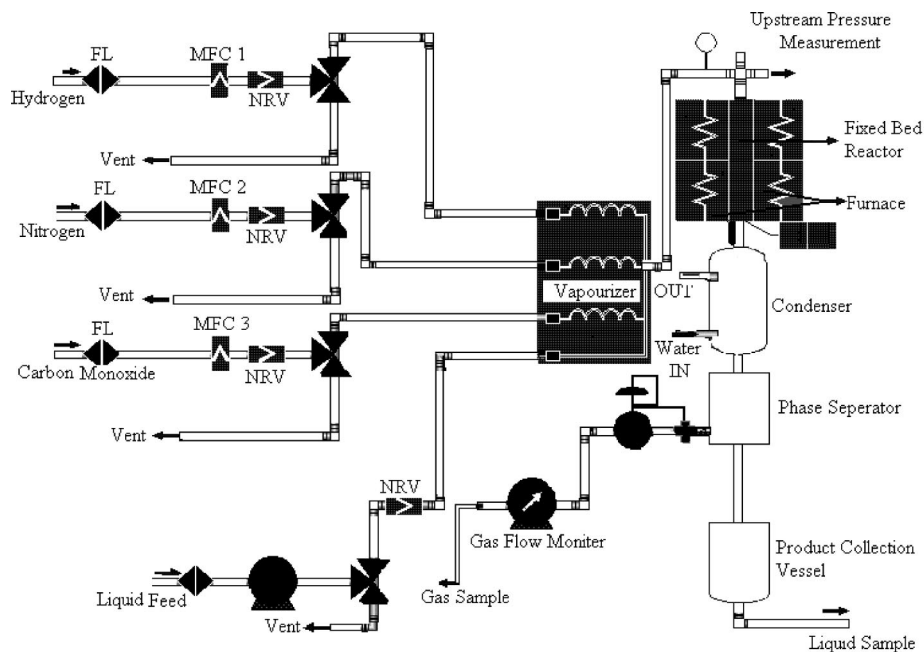 Upstream Pressure
Measurement
FL
MFC 1
Hydrogen
NRV
Fixed Bed
Reactor
Vent
FL
MFC 2
Furnace
Nitrogen
NRV
Vapourizer
OUT
Condenser
Vent
FL
MFC 3
Water
IN
Carbon Monoxide
NRV
Phase Seperator
Vent
NRV
Gas Flow Moniter
Product Collection
Vessel
Liquid Feed
Gas Sample
Vent
Liquid Sample